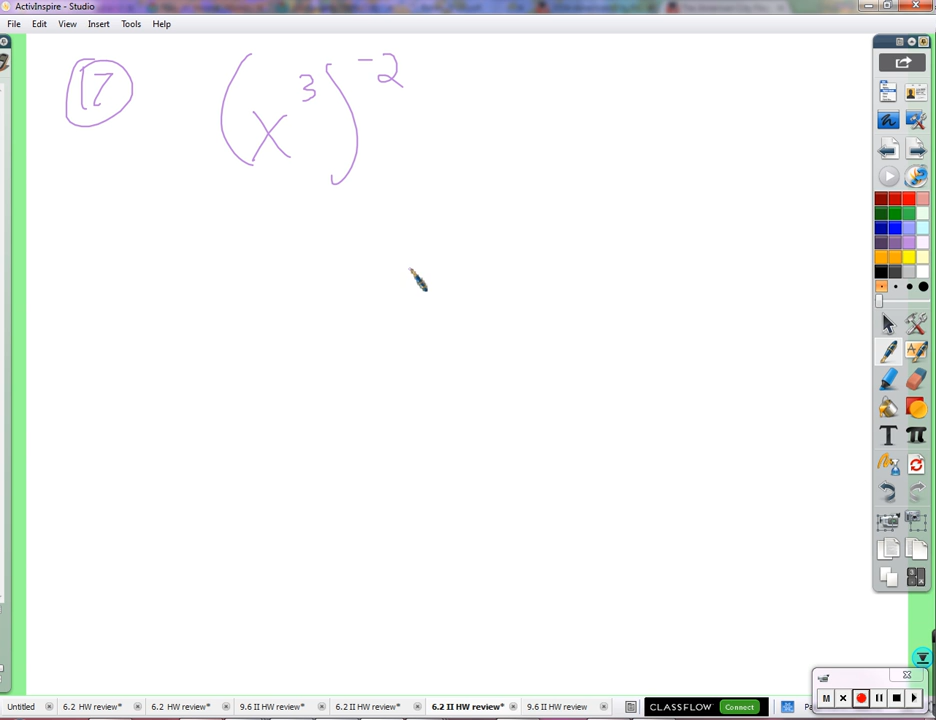 ActivInspire - Studio
File Edit View Insert Tools Help
17 (x³)⁻²
Untitled 6.2 HW review* 6.2 HW review* 9.6 II HW review* 6.2 II HW review* 6.2 II HW review* 9.6 II HW review CLASSFLOW Connect
M